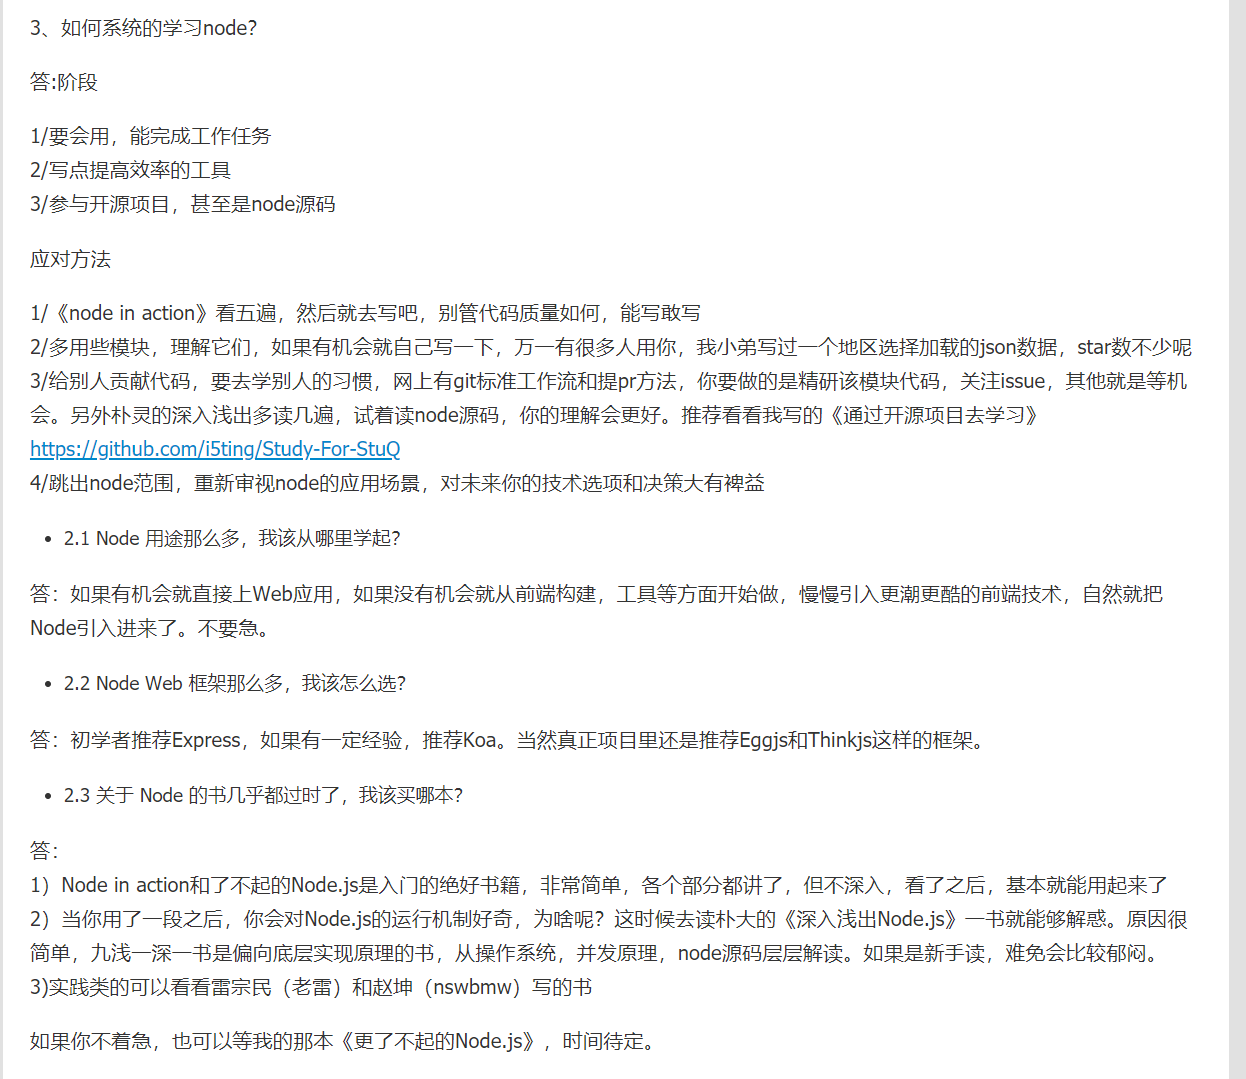 3、如何系统的学习node?
答:阶段
1/要会用，能完成工作任务
2/写点提高效率的工具
3/参与开源项目，甚至是node源码
应对方法
1/《node in action》看五遍，然后就去写吧，别管代码质量如何，能写敢写
2/多用些模块，理解它们，如果有机会就自己写一下，万一有很多人用你，我小弟写过一个地区选择加载的json数据，star数不少呢
3/给别人贡献代码，要去学别人的习惯，网上有git标准工作流和提pr方法，你要做的是精研该模块代码，关注issue，其他就是等机
会。另外朴灵的深入浅出多读几遍，试着读node源码，你的理解会更好。推荐看看我写的《通过开源项目去学习》
https://github.com/i5ting/Study-For-StuQ
4/跳出node范围，重新审视node的应用场景，对未来你的技术选项和决策大有裨益
• 2.1 Node 用途那么多，我该从哪里学起?
答：如果有机会就直接上Web应用，如果没有机会就从前端构建，工具等方面开始做，慢慢引入更潮更酷的前端技术，自然就把
Node引入进来了。不要急。
• 2.2 Node Web 框架那么多，我该怎么选?
答：初学者推荐Express，如果有一定经验，推荐Koa。当然真正项目里还是推荐Eggjs和Thinkjs这样的框架。
• 2.3 关于 Node 的书几乎都过时了，我该买哪本?
答：
1）Node in action和了不起的Node.js是入门的绝好书籍，非常简单，各个部分都讲了，但不深入，看了之后，基本就能用起来了
2）当你用了一段之后，你会对Node.js的运行机制好奇，为啥呢？这时候去读朴大的《深入浅出Node.js》一书就能够解惑。原因很
简单，九浅一深一书是偏向底层实现原理的书，从操作系统，并发原理，node源码层层解读。如果是新手读，难免会比较郁闷。
3)实践类的可以看看雷宗民（老雷）和赵坤（nswbmw）写的书
如果你不着急，也可以等我的那本《更了不起的Node.js》，时间待定。